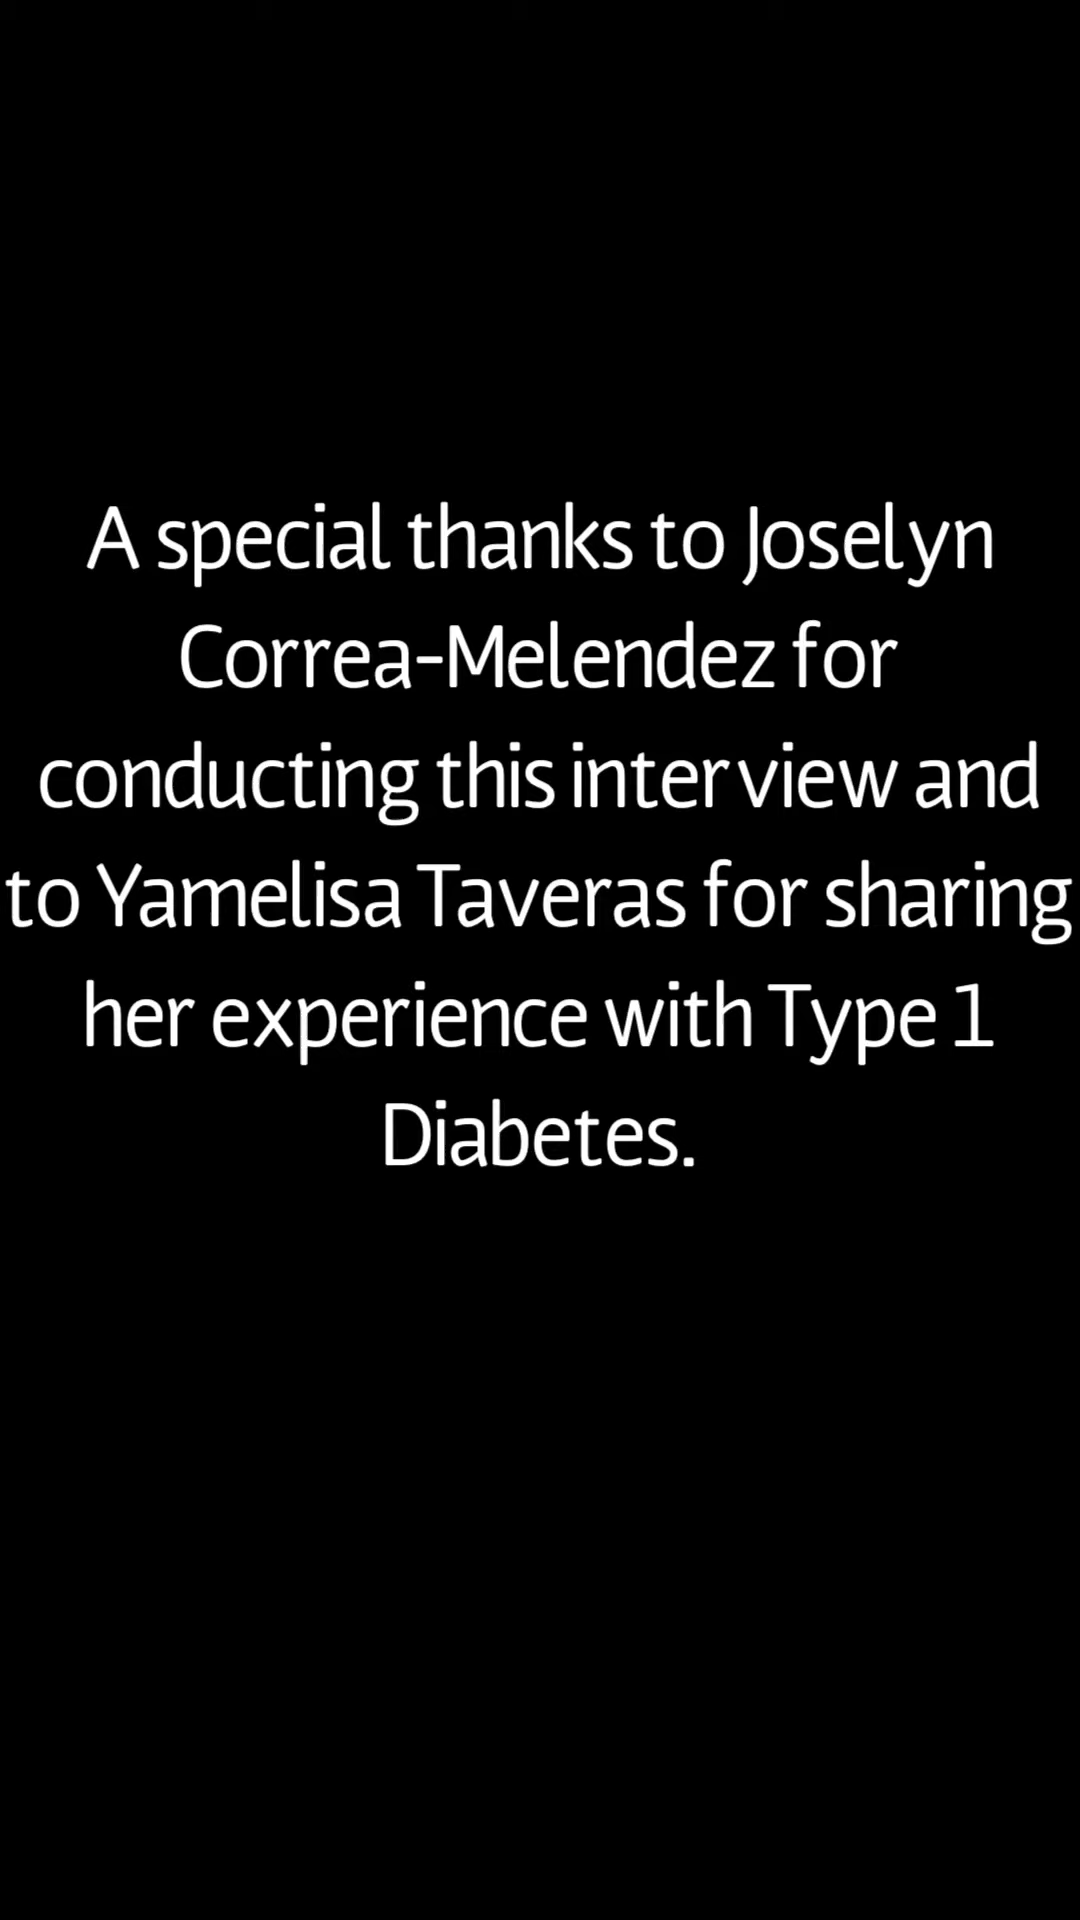 A special thanks to Joselyn
Correa-Melendez for
conducting this interview and
to Yamelisa Taveras for sharing
her experience with Type 1
Diabetes.